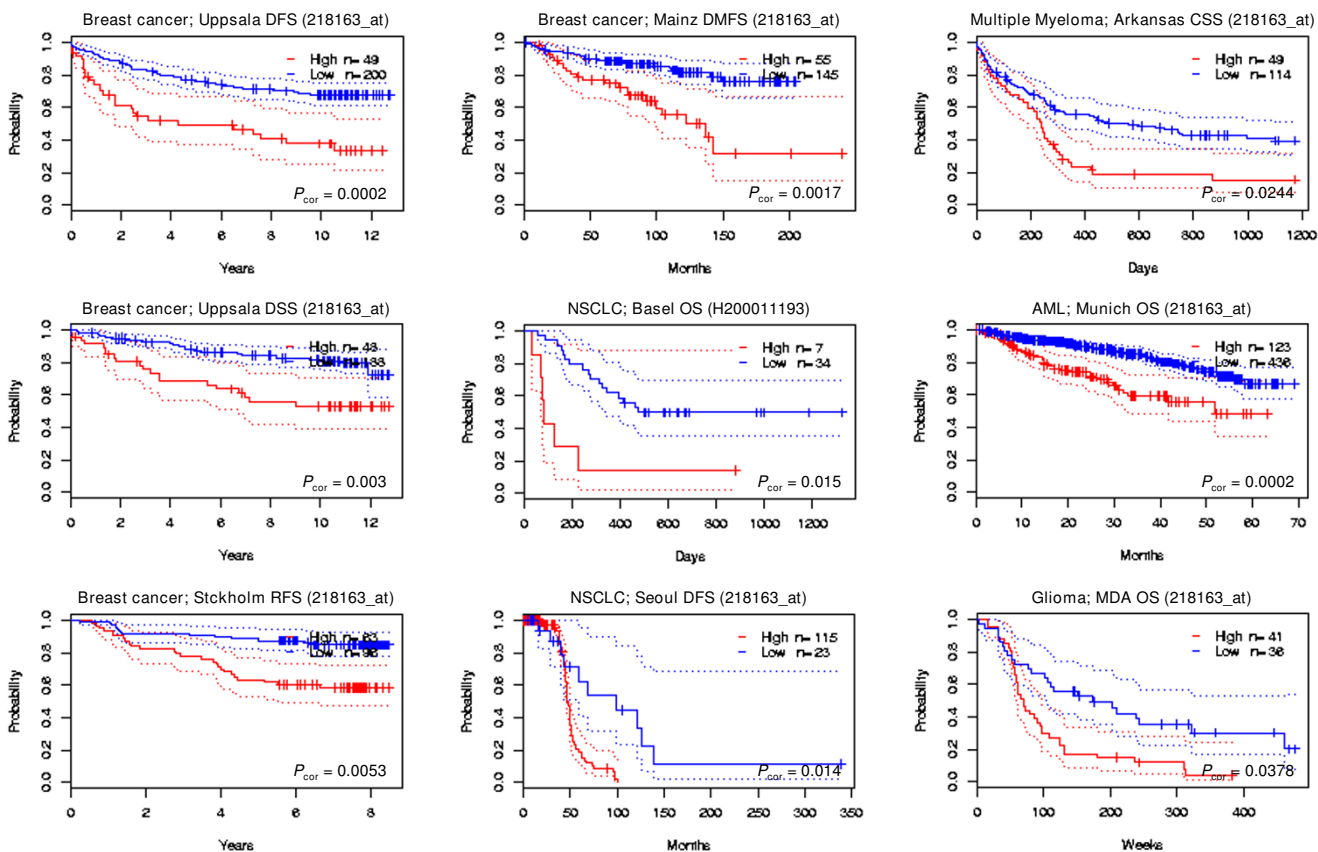 Breast cancer; Uppsala DFS (218163_at)
Probability
1.0
0.8
0.6
0.4
0.2
0.0
High n=49
Low n=200
Pcor = 0.0002
0 2 4 6 8 10 12
Years
Breast cancer; Mainz DMFS (218163_at)
Probability
1.0
0.8
0.6
0.4
0.2
0.0
High n=55
Low n=145
Pcor = 0.0017
0 50 100 150 200
Months
Multiple Myeloma; Arkansas CSS (218163_at)
Probability
1.0
0.8
0.6
0.4
0.2
0.0
High n=49
Low n=114
Pcor = 0.0244
0 200 400 600 800 1000 1200
Days
Breast cancer; Uppsala DSS (218163_at)
Probability
1.0
0.8
0.6
0.4
0.2
0.0
High n=
Low n=
Pcor = 0.003
0 2 4 6 8 10 12
Years
NSCLC; Basel OS (H200011193)
Probability
1.0
0.8
0.6
0.4
0.2
0.0
High n=7
Low n=34
Pcor = 0.015
0 200 400 600 800 1000 1200
Days
AML; Munich OS (218163_at)
Probability
1.0
0.8
0.6
0.4
0.2
0.0
High n=123
Low
Pcor = 0.0002
0 10 20 30 40 50 60 70
Months
Breast cancer; Stckholm RFS (218163_at)
Probability
1.0
0.8
0.6
0.4
0.2
0.0
High n=
Low n=
Pcor = 0.0053
0 2 4 6 8
Years
NSCLC; Seoul DFS (218163_at)
Probability
1.0
0.8
0.6
0.4
0.2
0.0
High n=115
Low n=23
Pcor = 0.014
0 50 100 150 200 250 300 350
Months
Glioma; MDA OS (218163_at)
Probability
1.0
0.8
0.6
0.4
0.2
0.0
High n=41
Low n=36
Pcor = 0.0378
0 100 200 300 400
Weeks